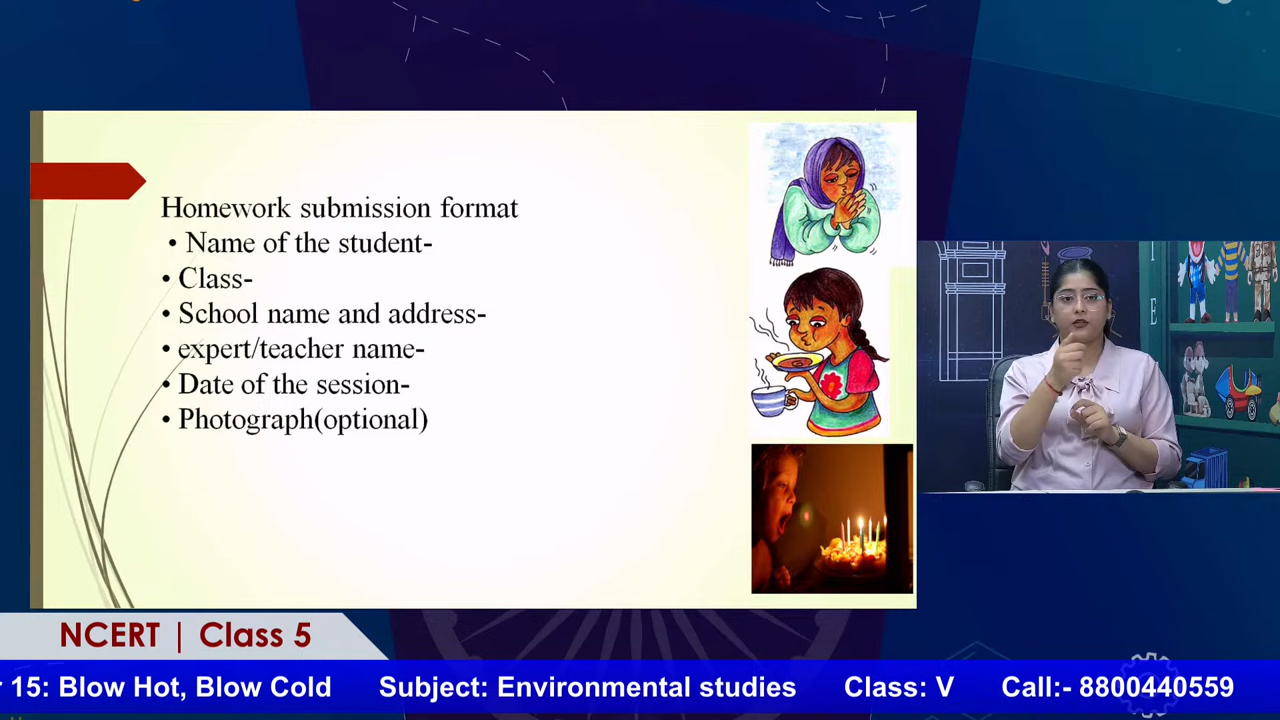 Homework submission format
• Name of the student-
• Class-
• School name and address-
• expert/teacher name-
• Date of the session-
• Photograph(optional)
I
E
NCERT | Class 5
15: Blow Hot, Blow Cold Subject: Environmental studies Class: V Call:- 8800440559